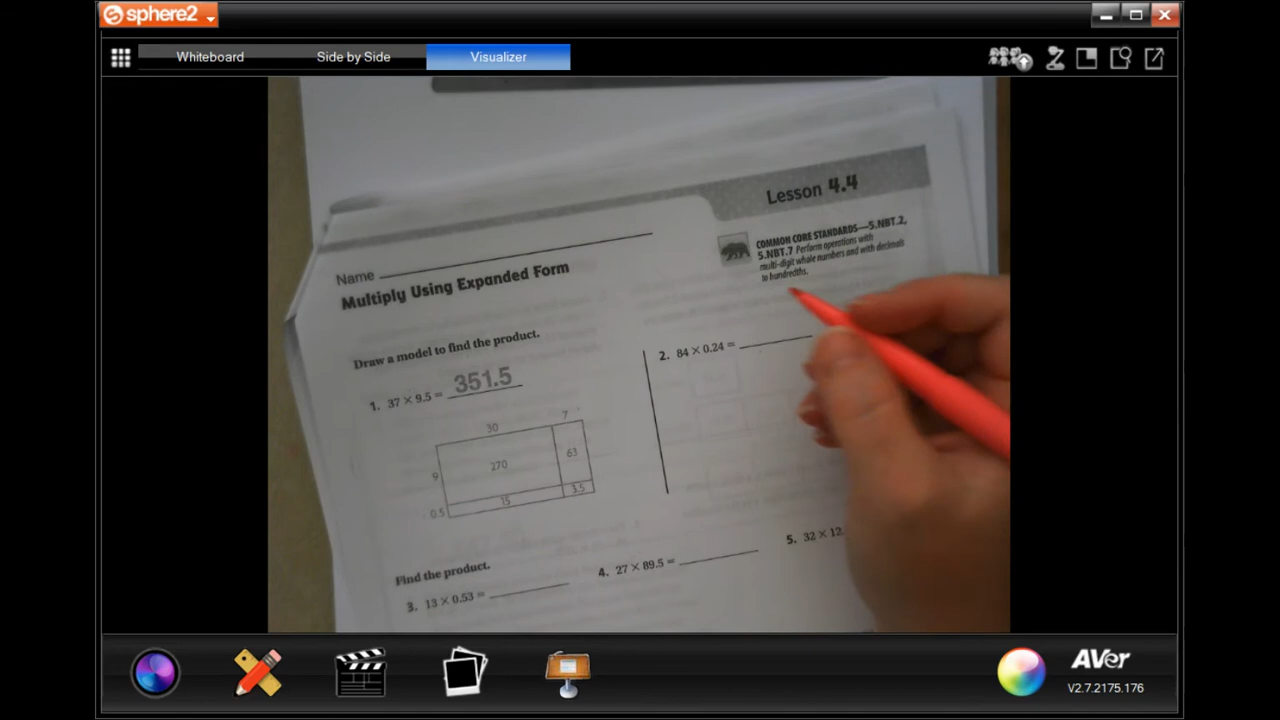 sphere2
Whiteboard
Side by Side
Visualizer
Lesson 4.4
COMMON CORE STANDARDS—5.NBT.2,
5.NBT.7 Perform operations with
multi-digit whole numbers and with decimals
to hundredths.
Name
Multiply Using Expanded Form
Draw a model to find the product.
1. 37 × 9.5 = 351.5
30
7
9
270
63
0.5
15
3.5
2. 84 × 0.24 =
Find the product.
3. 13 × 0.53 =
4. 27 × 89.5 =
5. 32 × 12.
AVer
V2.7.2175.176